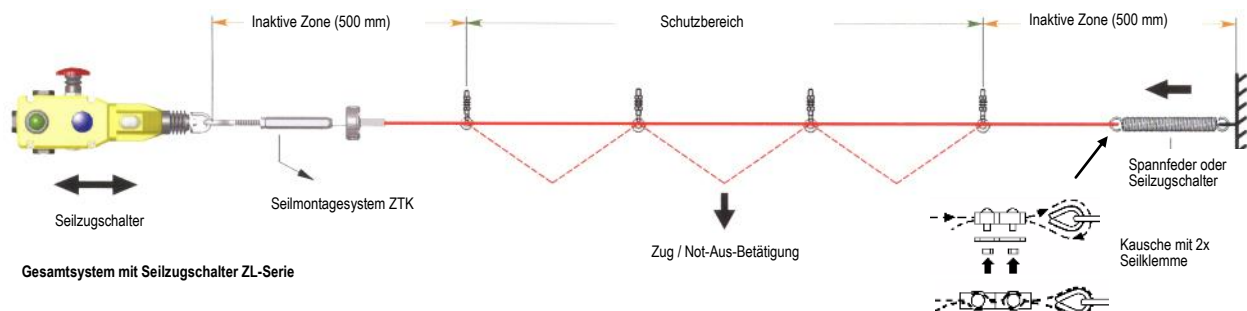 Inaktive Zone (500 mm)
Schutzbereich
Inaktive Zone (500 mm)
Spannfeder oder
Seilzugschalter
Seilmontagesystem ZTK
Seilzugschalter
Zug / Not-Aus-Betätigung
Kausche mit 2x
Seilklemme
Gesamtsystem mit Seilzugschalter ZL-Serie